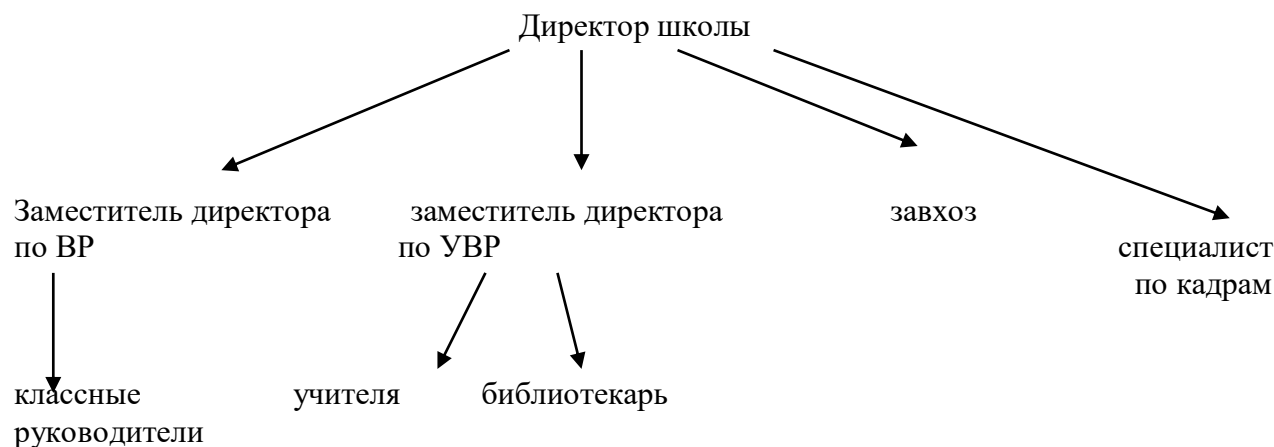 Директор школы
Заместитель директора
по ВР
заместитель директора
по УВР
завхоз
специалист
по кадрам
классные
руководители
учителя
библиотекарь